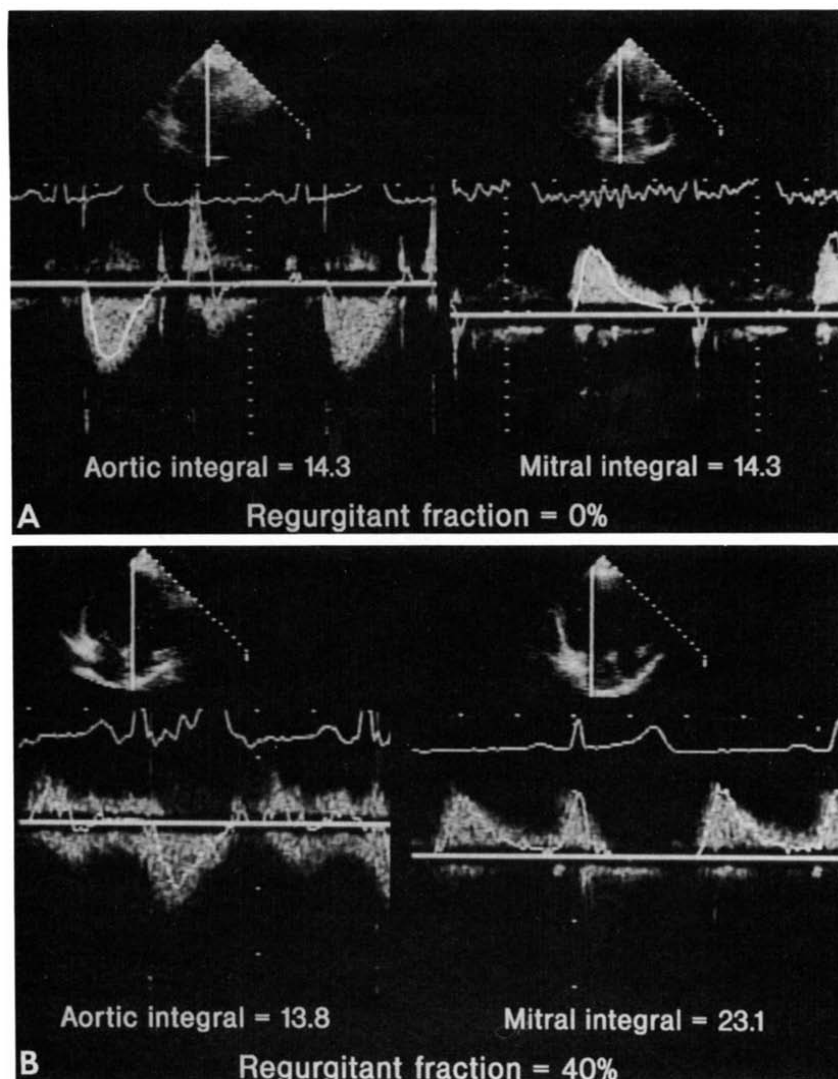 Aortic integral = 14.3 Mitral integral = 14.3
A Regurgitant fraction = 0%
Aortic integral = 13.8 Mitral integral = 23.1
B Regurgitant fraction = 40%